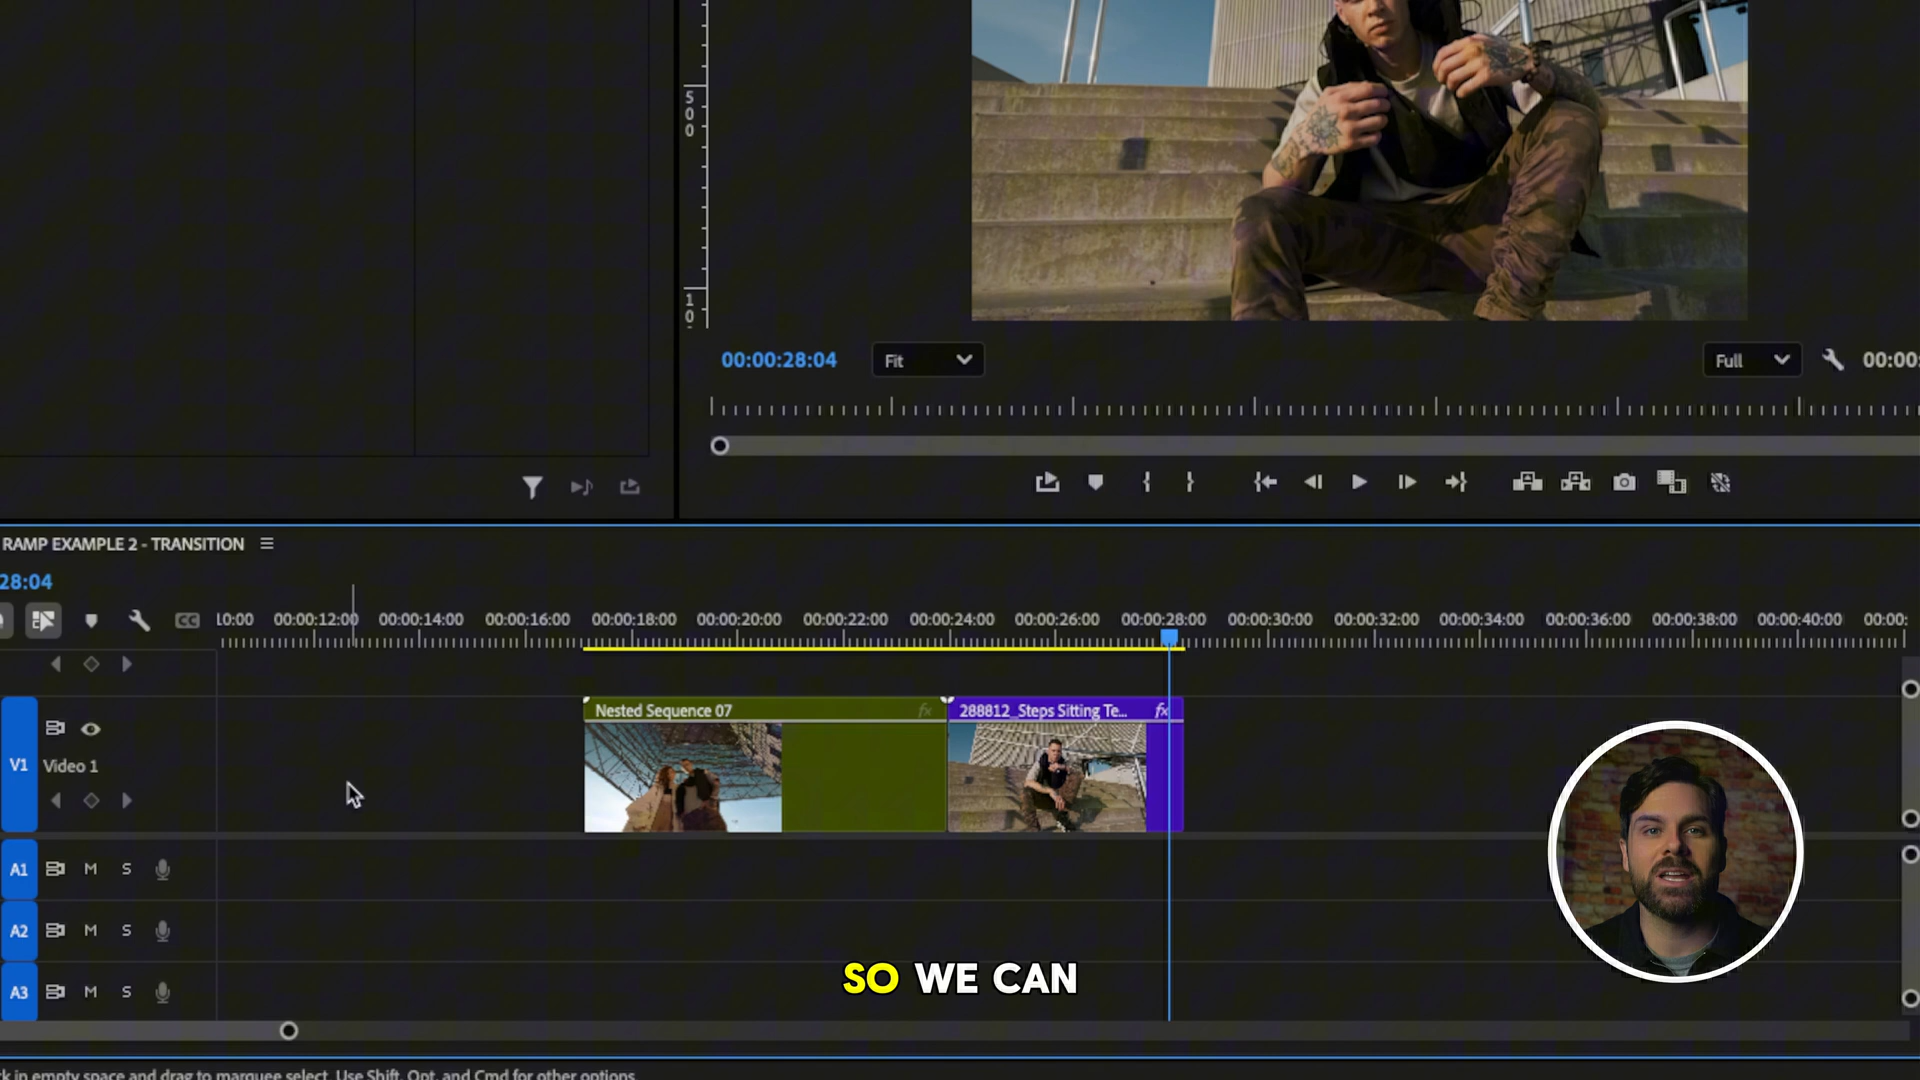 500
10
00:00:28:04
Fit
Full
00:00:
RAMP EXAMPLE 2 - TRANSITION
28:04
CC
10:00
00:00:12:00
00:00:14:00
00:00:16:00
00:00:18:00
00:00:20:00
00:00:22:00
00:00:24:00
00:00:26:00
00:00:28:00
00:00:30:00
00:00:32:00
00:00:34:00
00:00:36:00
00:00:38:00
00:00:40:00
00:00:
Nested Sequence 07
fx
288812_Steps Sitting Te...
fx
V1
Video 1
A1
M
S
A2
M
S
A3
M
S
SO WE CAN
k in empty space and drag to marquee select. Use Shift, Opt, and Cmd for other options.